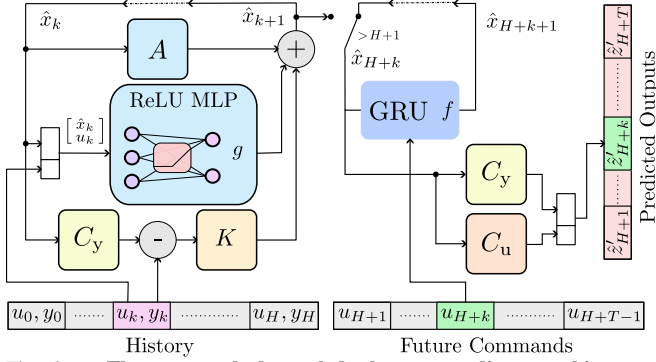 x̂_k
x̂_{k+1}
A
+
ReLU MLP
[x̂_k u_k]
g
C_y
-
K
u_0, y_0 ...... u_k, y_k ............ u_H, y_H
History
x̂_{H+k+1}
>H+1
x̂_{H+k}
GRU f
C_y
C_u
u_{H+1} ...... u_{H+k} ............ u_{H+T−1}
Future Commands
ẑ'_{H+T} ...... ẑ'_{H+k} ...... ẑ'_{H+1}
Predicted Outputs